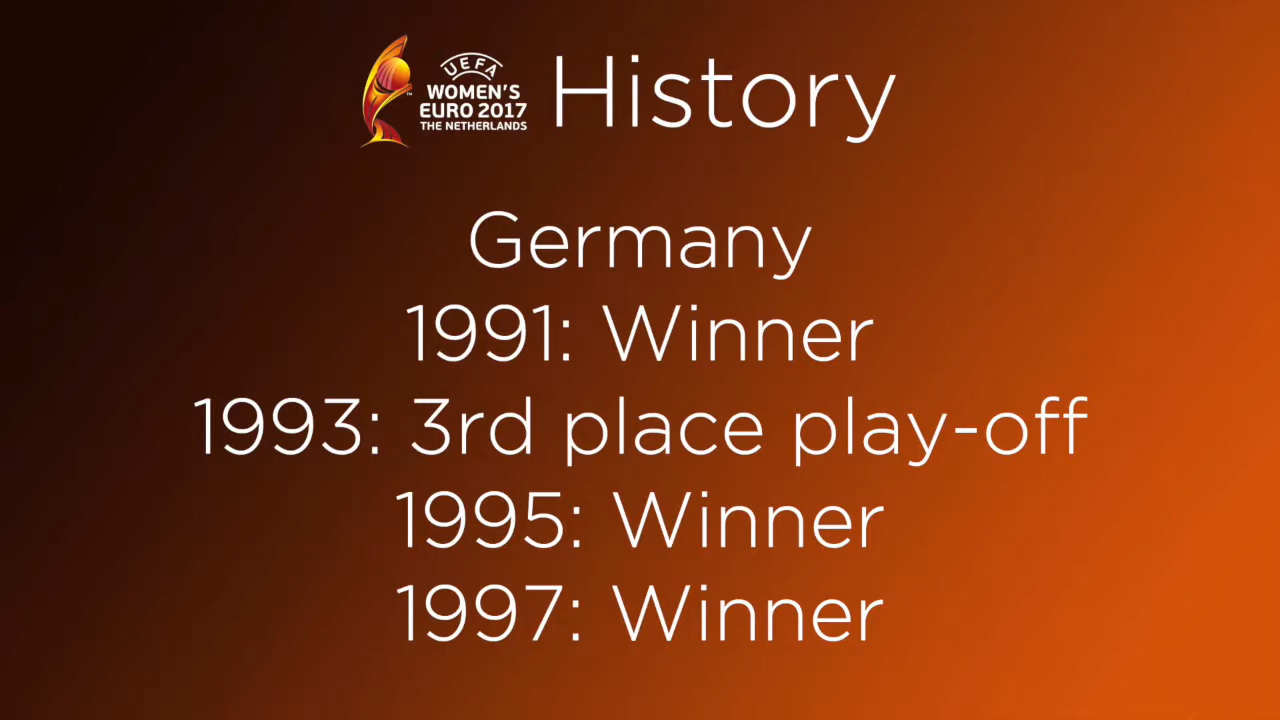 UEFA
WOMEN'S
EURO 2017
THE NETHERLANDS
History
Germany
1991: Winner
1993: 3rd place play-off
1995: Winner
1997: Winner